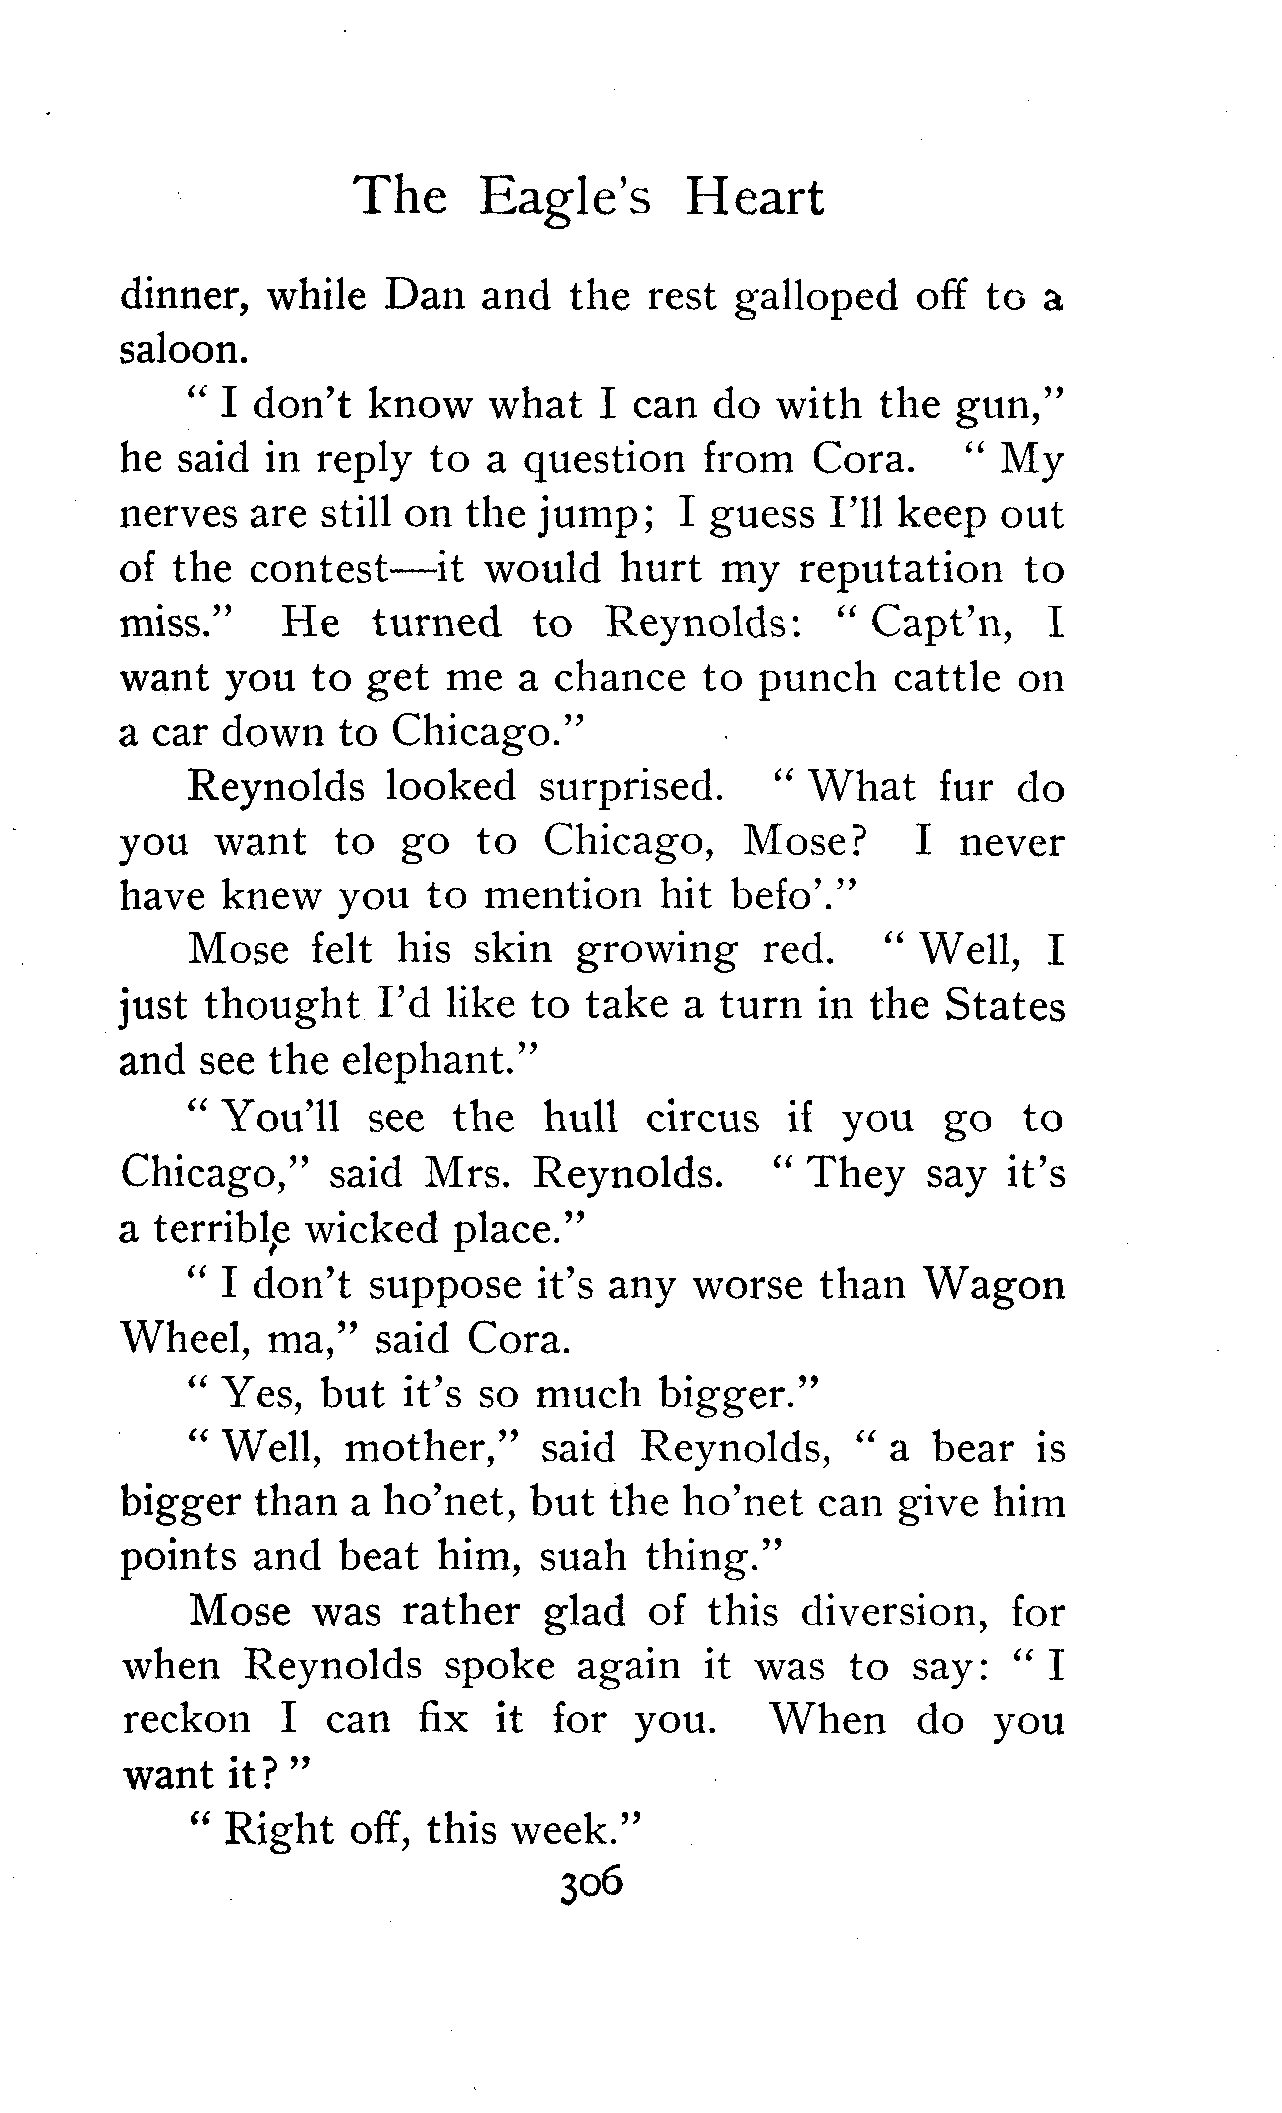 The Eagle's Heart
dinner, while Dan and the rest galloped off to a
saloon.
" I don't know what I can do with the gun,"
he said in reply to a question from Cora. " My
nerves are still on the jump; I guess I'll keep out
of the contest—it would hurt my reputation to
miss." He turned to Reynolds: " Capt'n, I
want you to get me a chance to punch cattle on
a car down to Chicago."
Reynolds looked surprised. " What fur do
you want to go to Chicago, Mose? I never
have knew you to mention hit befo'."
Mose felt his skin growing red. " Well, I
just thought I'd like to take a turn in the States
and see the elephant."
" You'll see the hull circus if you go to
Chicago," said Mrs. Reynolds. " They say it's
a terrible wicked place."
" I don't suppose it's any worse than Wagon
Wheel, ma," said Cora.
" Yes, but it's so much bigger."
" Well, mother," said Reynolds, " a bear is
bigger than a ho'net, but the ho'net can give him
points and beat him, suah thing."
Mose was rather glad of this diversion, for
when Reynolds spoke again it was to say: " I
reckon I can fix it for you. When do you
want it? "
" Right off, this week."
306